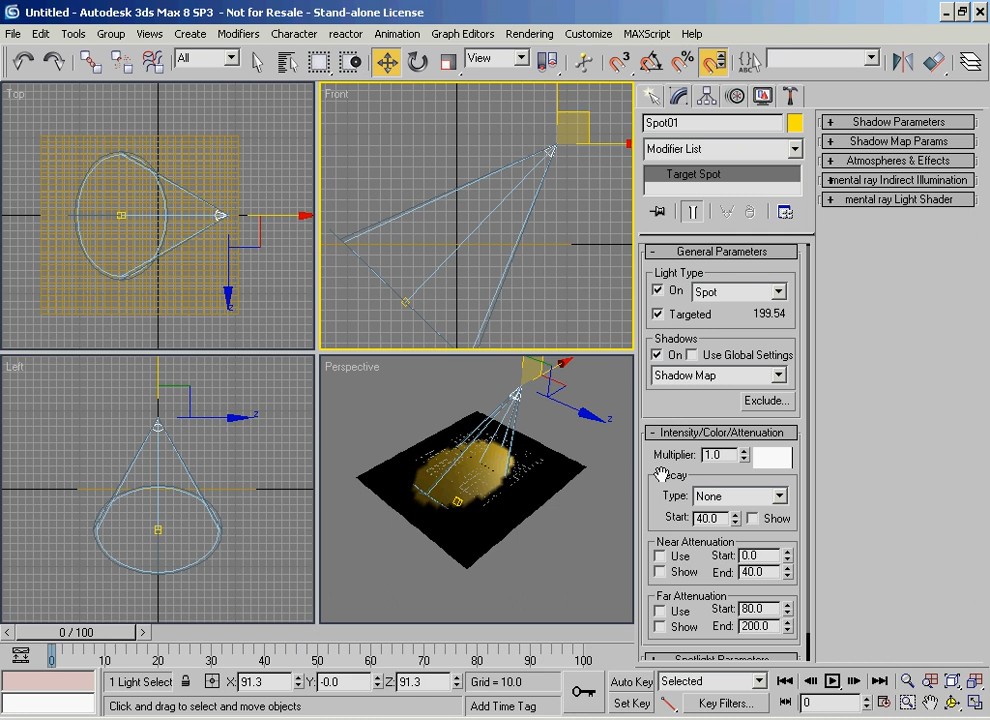 Untitled - Autodesk 3ds Max 8 SP3 - Not for Resale - Stand-alone License
File Edit Tools Group Views Create Modifiers Character reactor Animation Graph Editors Rendering Customize MAXScript Help
All View
Top
Front
Left
Perspective
z
z
z
Spot01
Modifier List
Target Spot
- General Parameters
Light Type
On Spot
Targeted 199.54
Shadows
On Use Global Settings
Shadow Map
Exclude...
- Intensity/Color/Attenuation
Multiplier: 1.0
Decay
Type: None
Start: 40.0 Show
Near Attenuation
Use Start: 0.0
Show End: 40.0
Far Attenuation
Use Start: 80.0
Show End: 200.0
+ Shadow Parameters
+ Shadow Map Params
+ Atmospheres & Effects
+ mental ray Indirect Illumination
+ mental ray Light Shader
< 0 / 100 >
0 10 20 30 40 50 60 70 80 90 100
1 Light Select X: 91.3 Y: -0.0 Z: 91.3 Grid = 10.0
Click and drag to select and move objects Add Time Tag
Auto Key Selected
Set Key Key Filters... 0